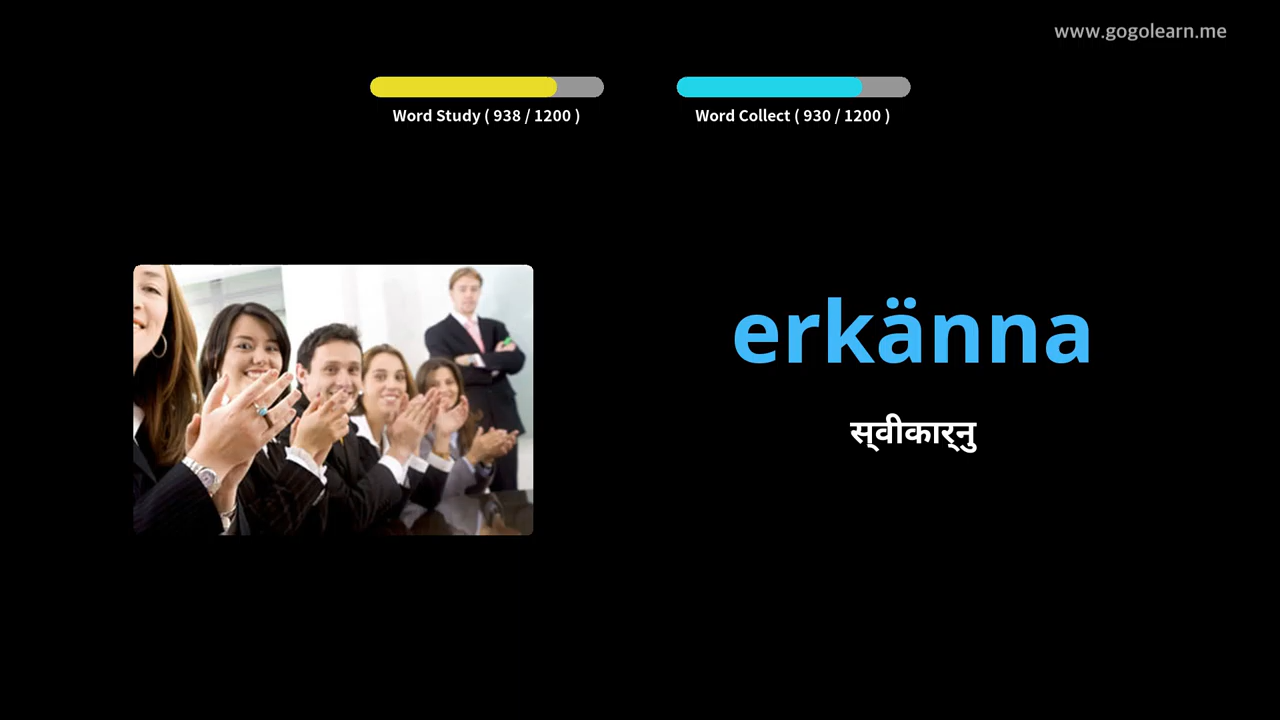 www.gogolearn.me
Word Study ( 938 / 1200 )
Word Collect ( 930 / 1200 )
erkänna
स्वीकार्नु